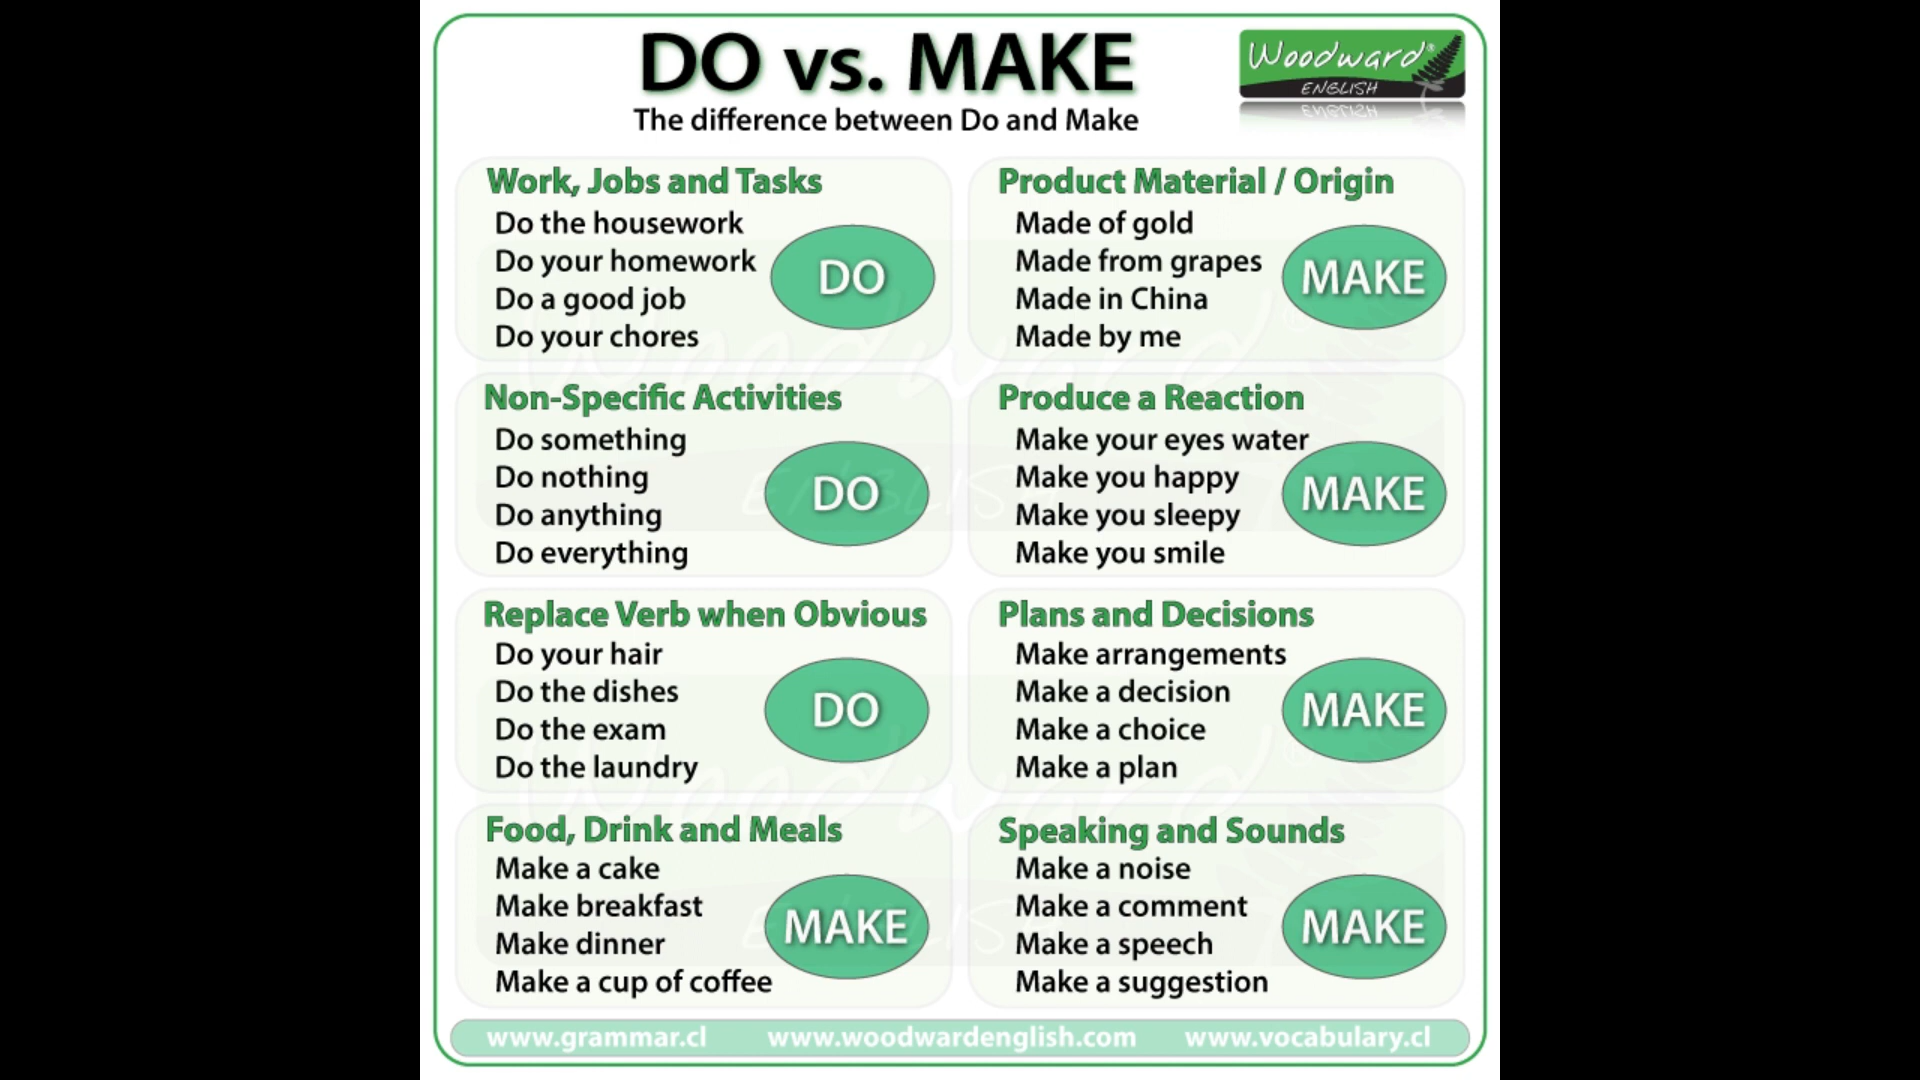 DO vs. MAKE
The difference between Do and Make
Woodward®
ENGLISH
Work, Jobs and Tasks
Do the housework
Do your homework
Do a good job
Do your chores
DO
Product Material / Origin
Made of gold
Made from grapes
Made in China
Made by me
MAKE
Non-Specific Activities
Do something
Do nothing
Do anything
Do everything
DO
Produce a Reaction
Make your eyes water
Make you happy
Make you sleepy
Make you smile
MAKE
Replace Verb when Obvious
Do your hair
Do the dishes
Do the exam
Do the laundry
DO
Plans and Decisions
Make arrangements
Make a decision
Make a choice
Make a plan
MAKE
Food, Drink and Meals
Make a cake
Make breakfast
Make dinner
Make a cup of coffee
MAKE
Speaking and Sounds
Make a noise
Make a comment
Make a speech
Make a suggestion
MAKE
www.grammar.cl www.woodwardenglish.com www.vocabulary.cl